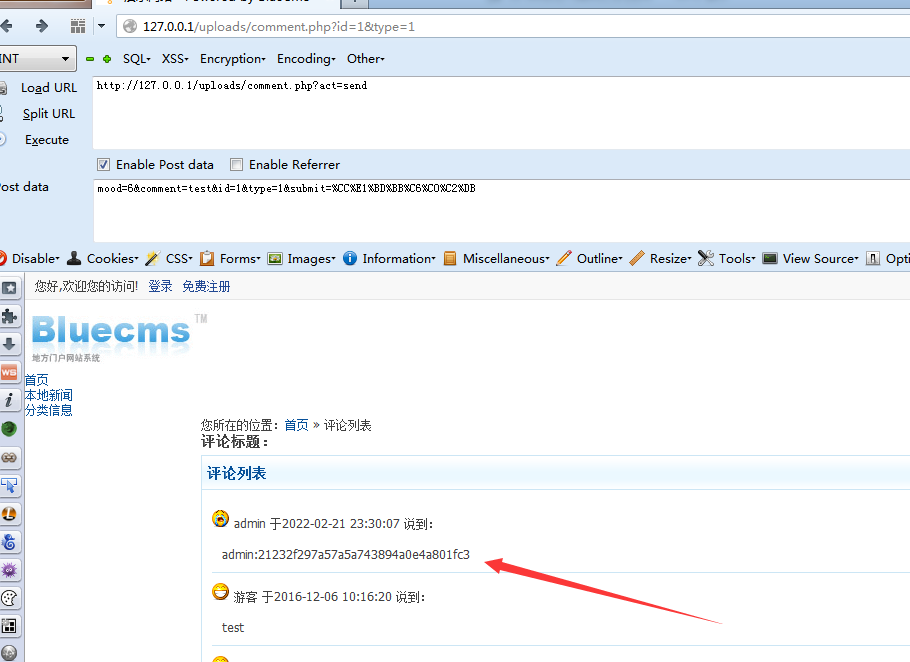 127.0.0.1/uploads/comment.php?id=1&type=1
INT SQL▾ XSS▾ Encryption▾ Encoding▾ Other▾
Load URL
http://127.0.0.1/uploads/comment.php?act=send
Split URL
Execute
Enable Post data Enable Referrer
ost data
mood=6&comment=test&id=1&type=1&submit=%CC%E1%BD%BB%C6%C0%C2%DB
Disable▾ Cookies▾ CSS▾ Forms▾ Images▾ Information▾ Miscellaneous▾ Outline▾ Resize▾ Tools▾ View Source▾ Opti
您好,欢迎您的访问! 登录 免费注册
Bluecms TM
地方门户网站系统
首页
本地新闻
分类信息
您所在的位置：首页 » 评论列表
评论标题：
评论列表
admin 于2022-02-21 23:30:07 说到：
admin:21232f297a57a5a743894a0e4a801fc3
游客 于2016-12-06 10:16:20 说到：
test